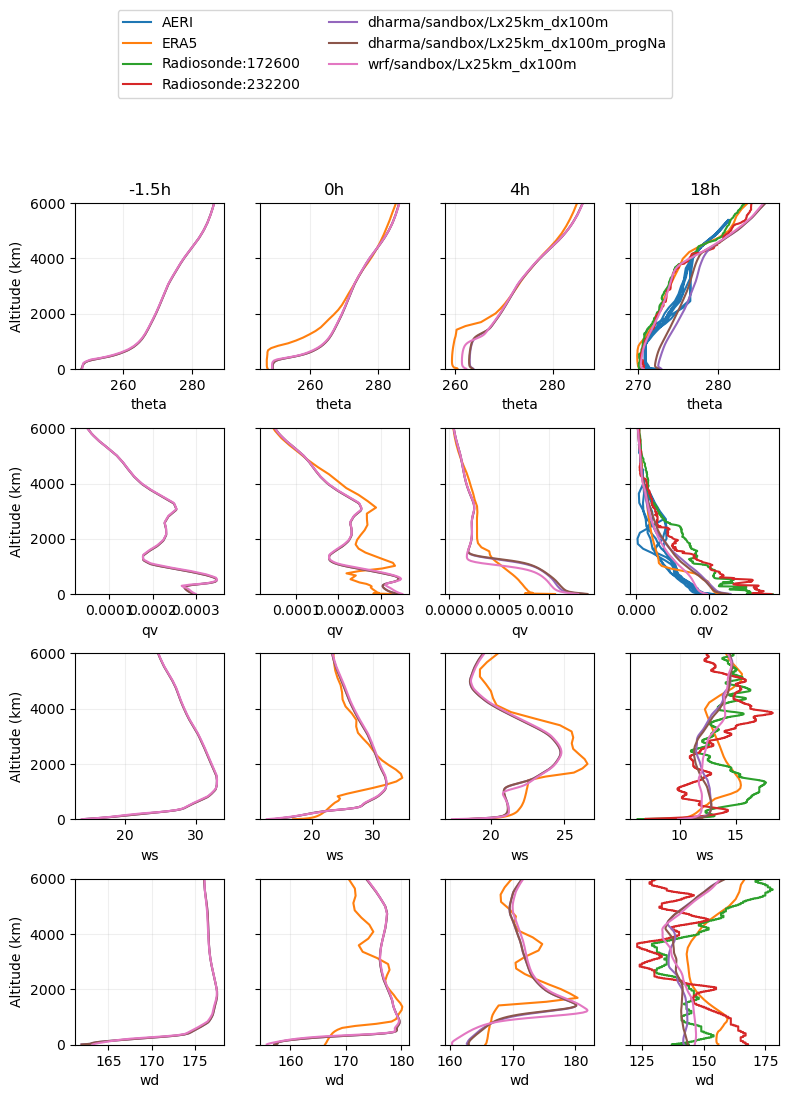 AERI
ERA5
Radiosonde:172600
Radiosonde:232200
dharma/sandbox/Lx25km_dx100m
dharma/sandbox/Lx25km_dx100m_progNa
wrf/sandbox/Lx25km_dx100m
-1.5h 0h 4h 18h
6000
4000
2000
0
Altitude (km)
260 280 260 280 260 280 270 280
theta theta theta theta
6000
4000
2000
0
Altitude (km)
0.0001 0.0002 0.0003 0.0001 0.0002 0.0003 0.0000 0.0005 0.0010 0.000 0.002
qv qv qv qv
6000
4000
2000
0
Altitude (km)
20 30 20 30 20 25 10 15
ws ws ws ws
6000
4000
2000
0
Altitude (km)
165 170 175 160 170 180 160 170 180 125 150 175
wd wd wd wd